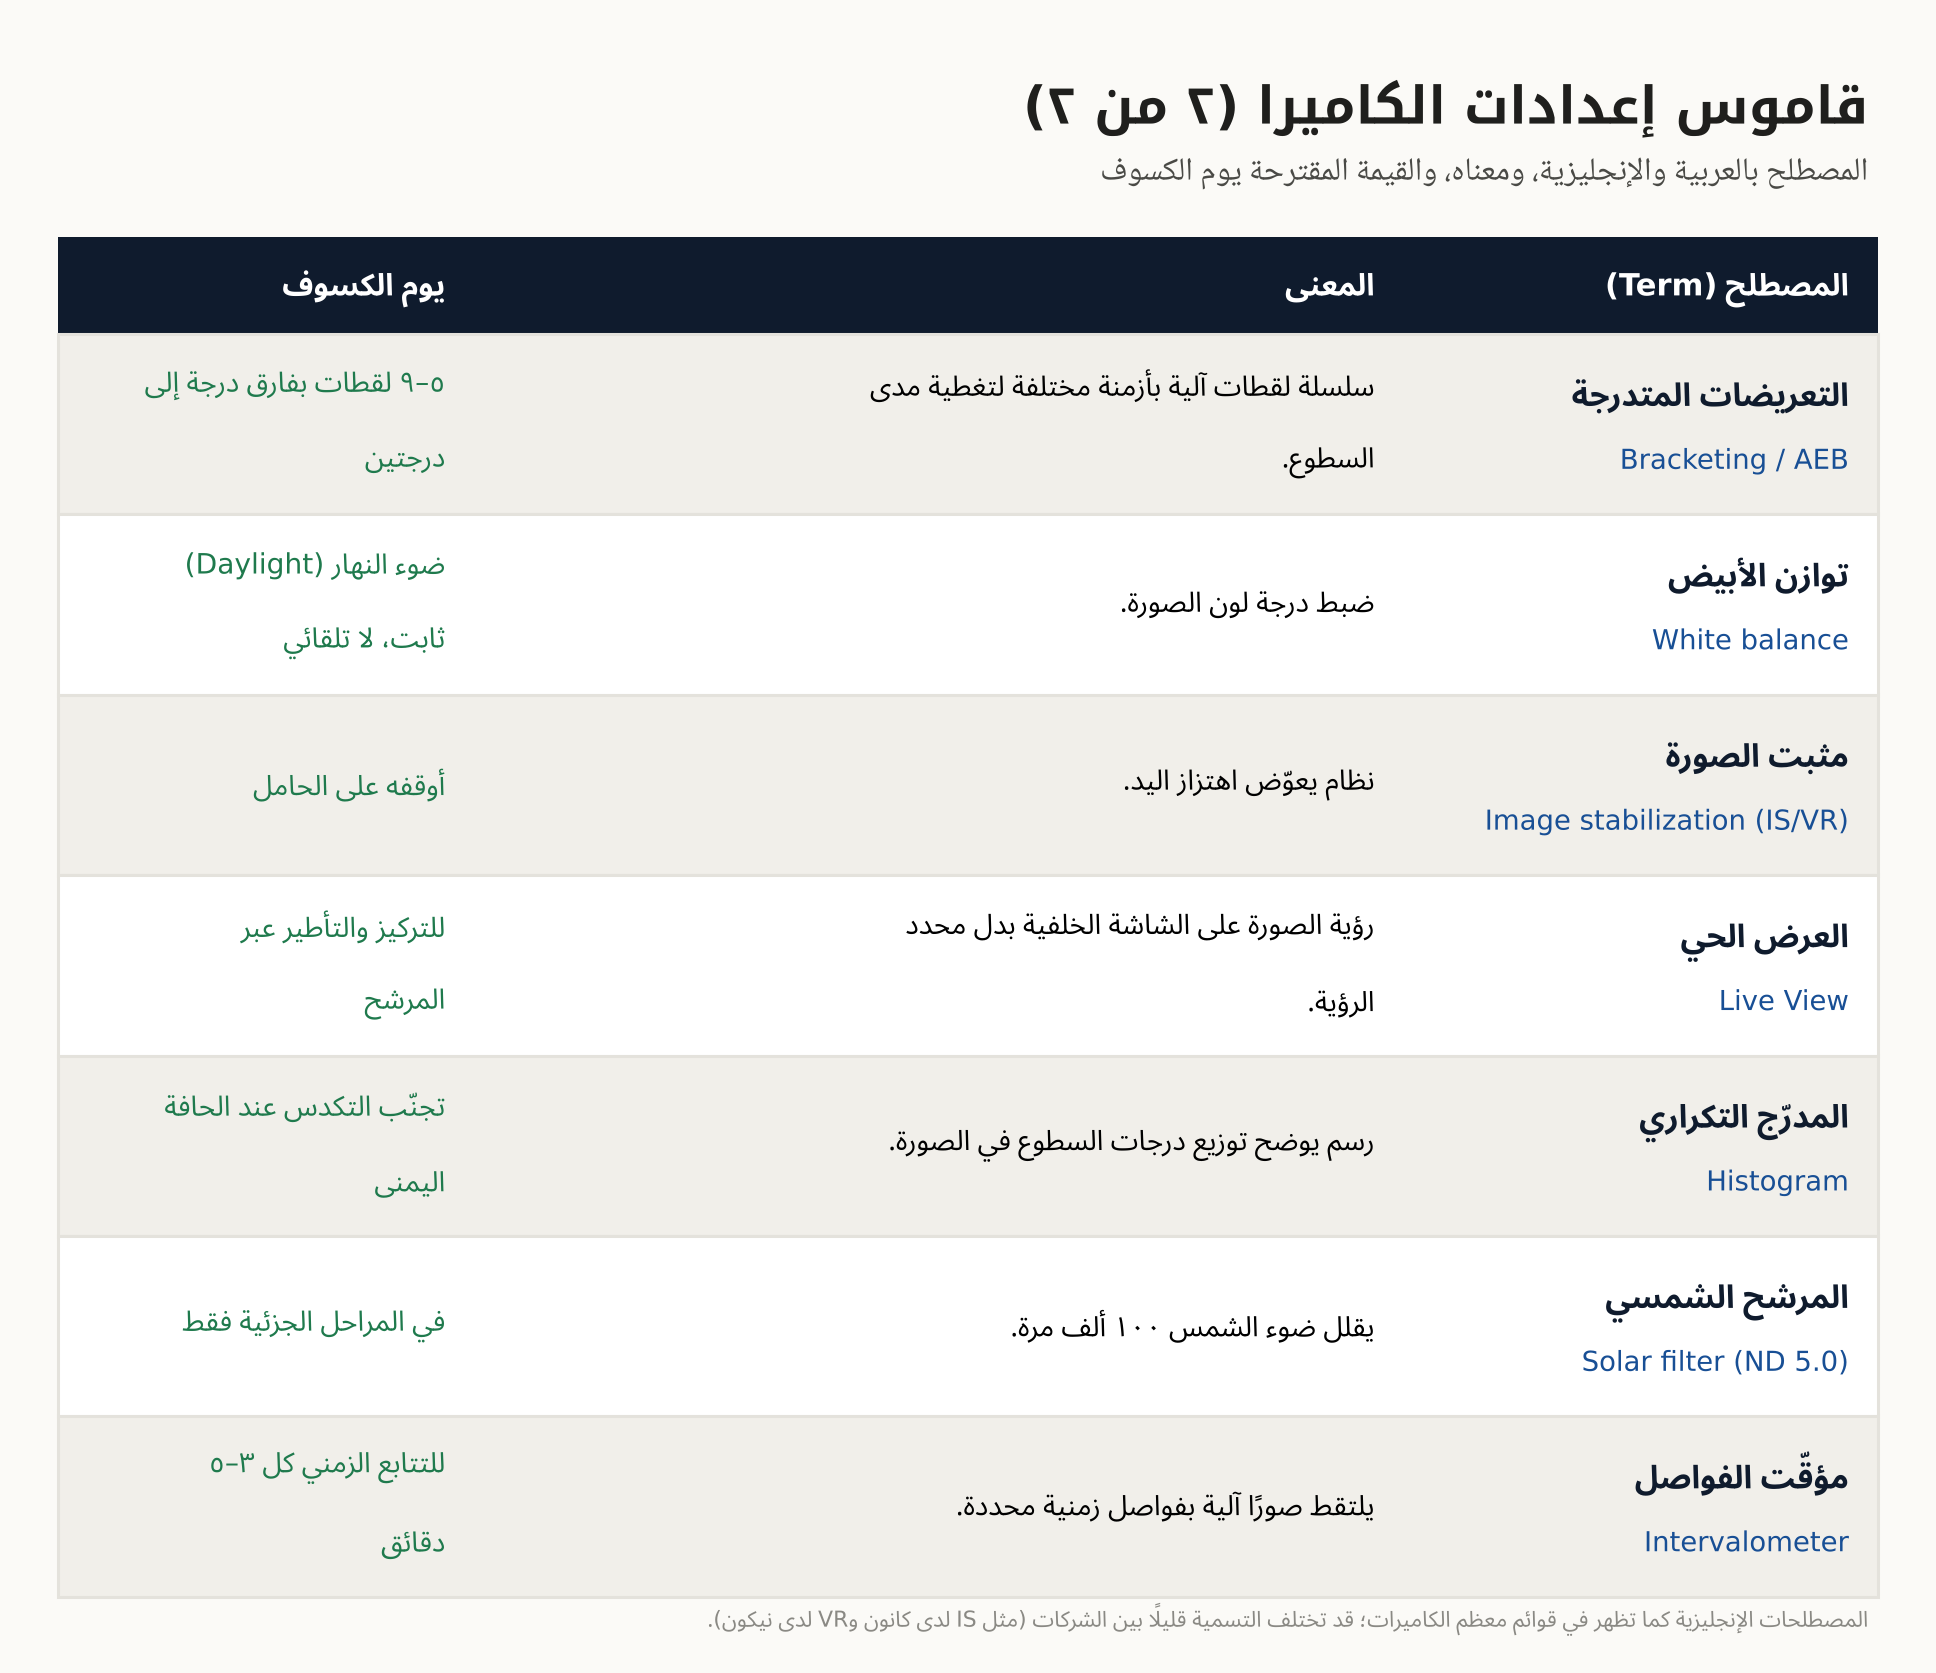 قاموس إعدادات الكاميرا (٢ من ٢)
المصطلح بالعربية والإنجليزية، ومعناه، والقيمة المقترحة يوم الكسوف
المصطلح (Term)
المعنى
يوم الكسوف
التعريضات المتدرجة
Bracketing / AEB
سلسلة لقطات آلية بأزمنة مختلفة لتغطية مدى
السطوع.
٥–٩ لقطات بفارق درجة إلى
درجتين
توازن الأبيض
White balance
ضبط درجة لون الصورة.
ضوء النهار (Daylight)
ثابت، لا تلقائي
مثبت الصورة
Image stabilization (IS/VR)
نظام يعوّض اهتزاز اليد.
أوقفه على الحامل
العرض الحي
Live View
رؤية الصورة على الشاشة الخلفية بدل محدد
الرؤية.
للتركيز والتأطير عبر
المرشح
المدرّج التكراري
Histogram
رسم يوضح توزيع درجات السطوع في الصورة.
تجنّب التكدس عند الحافة
اليمنى
المرشح الشمسي
Solar filter (ND 5.0)
يقلل ضوء الشمس ١٠٠ ألف مرة.
في المراحل الجزئية فقط
مؤقّت الفواصل
Intervalometer
يلتقط صورًا آلية بفواصل زمنية محددة.
للتتابع الزمني كل ٣–٥
دقائق
المصطلحات الإنجليزية كما تظهر في قوائم معظم الكاميرات؛ قد تختلف التسمية قليلًا بين الشركات (مثل IS لدى كانون وVR لدى نيكون).